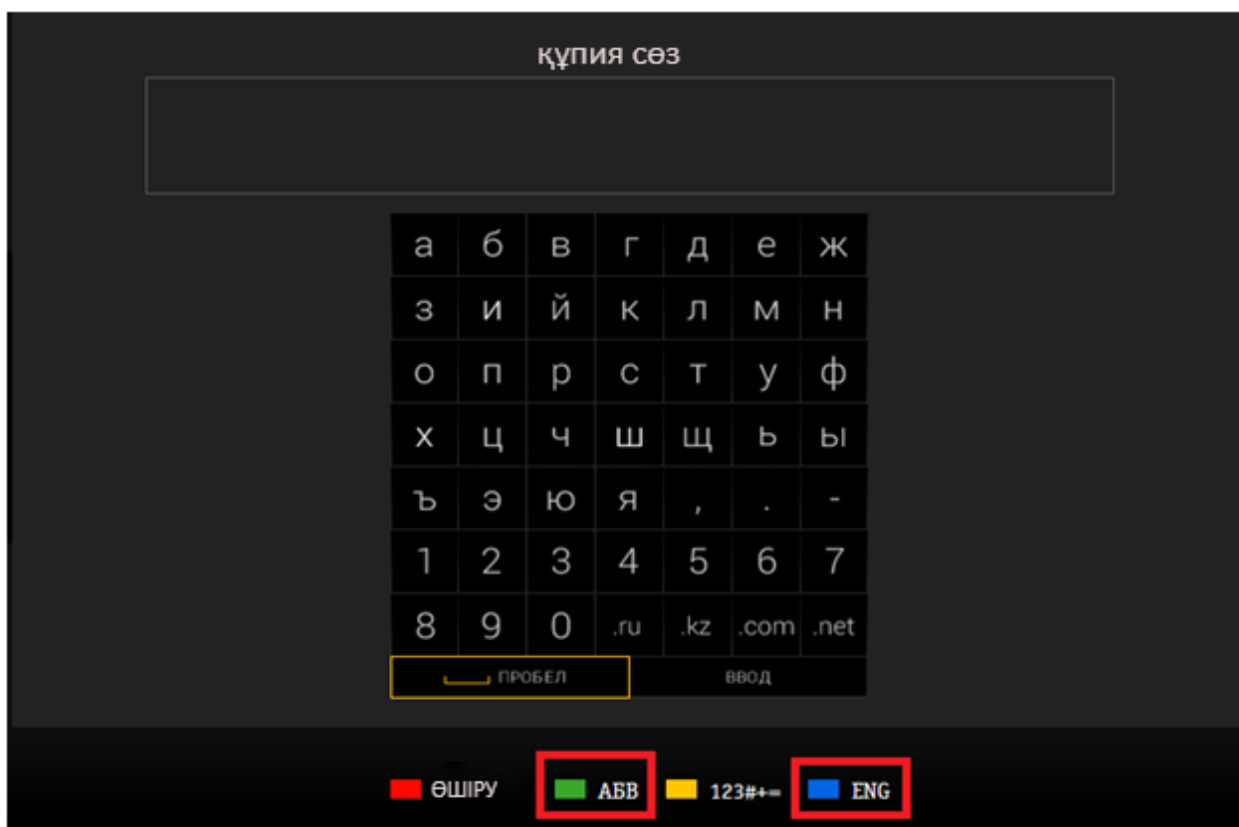 құпия сөз
а б в г д е ж
з и й к л м н
о п р с т у ф
х ц ч ш щ ь ы
ъ э ю я , . -
1 2 3 4 5 6 7
8 9 0 .ru .kz .com .net
ПРОБЕЛ ВВОД
ӨШІРУ АБВ 123#+= ENG